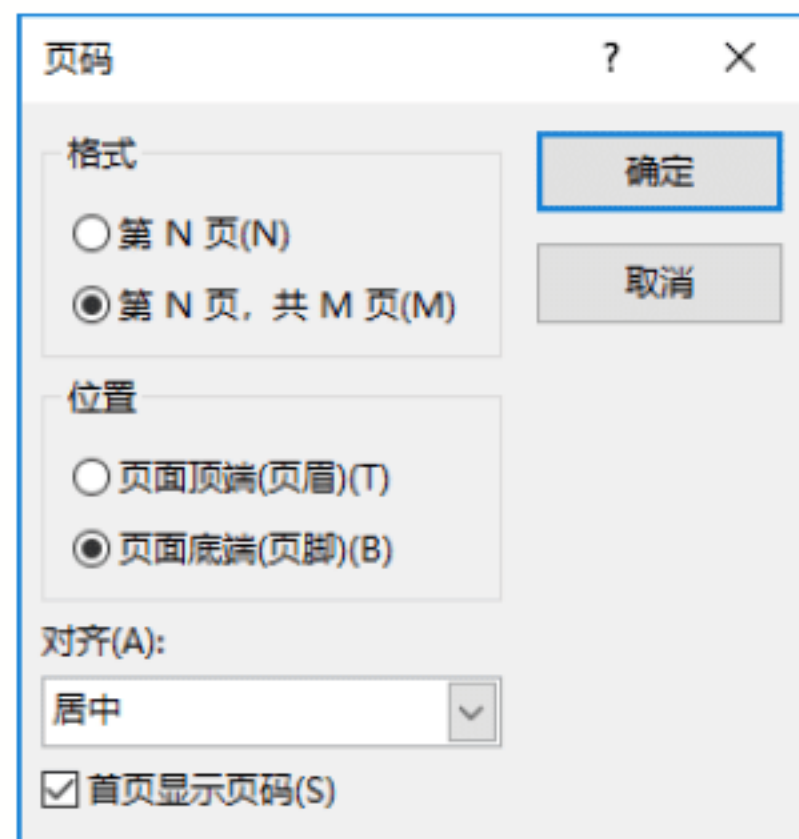 页码 ?
格式
确定
第 N 页(N)
取消
第 N 页, 共 M 页(M)
位置
页面顶端(页眉)(T)
页面底端(页脚)(B)
对齐(A):
居中
首页显示页码(S)